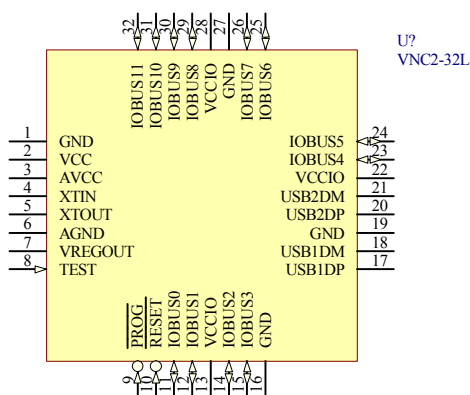 32 31 30 29 28 27 26 25
IOBUS11 IOBUS10 IOBUS9 IOBUS8 VCCIO GND IOBUS7 IOBUS6
U?
VNC2-32L
1 GND
2 VCC
3 AVCC
4 XTIN
5 XTOUT
6 AGND
7 VREGOUT
8 TEST
IOBUS5 24
IOBUS4 23
VCCIO 22
USB2DM 21
USB2DP 20
GND 19
USB1DM 18
USB1DP 17
PROG RESET IOBUS0 IOBUS1 VCCIO IOBUS2 IOBUS3 GND
9 10 11 12 13 14 15 16